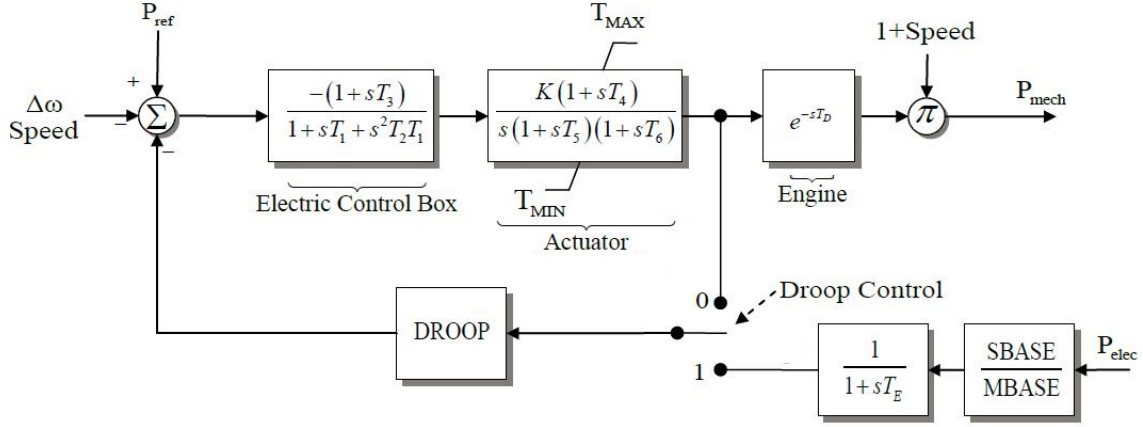 P_ref
T_MAX
1+Speed
+
Δω
Speed
−
Σ
−
-(1+sT_3)
1+sT_1+s^2T_2T_1
K(1+sT_4)
s(1+sT_5)(1+sT_6)
e^{-sT_D}
π
P_mech
Electric Control Box
T_MIN
Actuator
Engine
0
Droop Control
DROOP
1
1
1+sT_E
SBASE
MBASE
P_elec